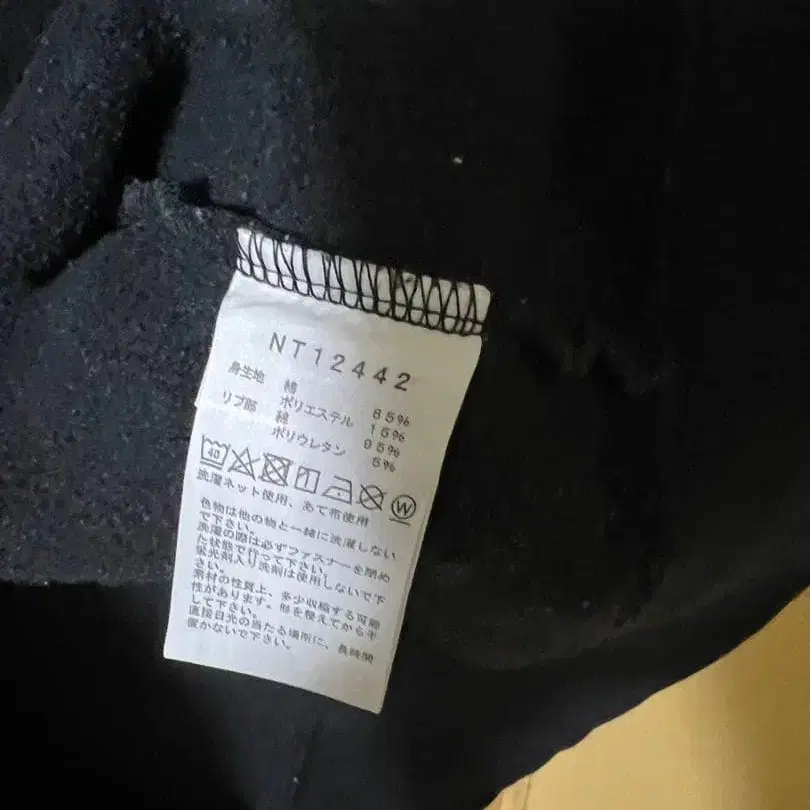 NT12442
身生地 綿 85%
ポリエステル 15%
リブ部 綿 95%
ポリウレタン 5%
40
W
洗濯ネット使用、あて布使用
色物は他の物と一緒に洗濯しない
で下さい。
洗濯の際は必ずファスナーを閉め
た状態で行って下さい。
蛍光剤入り洗剤は使用しないで下
さい。
素材の性質上、多少収縮する可能
性があります。形を整えてから干
して下さい。
直接日光の当たる場所に、長時間
置かないで下さい。